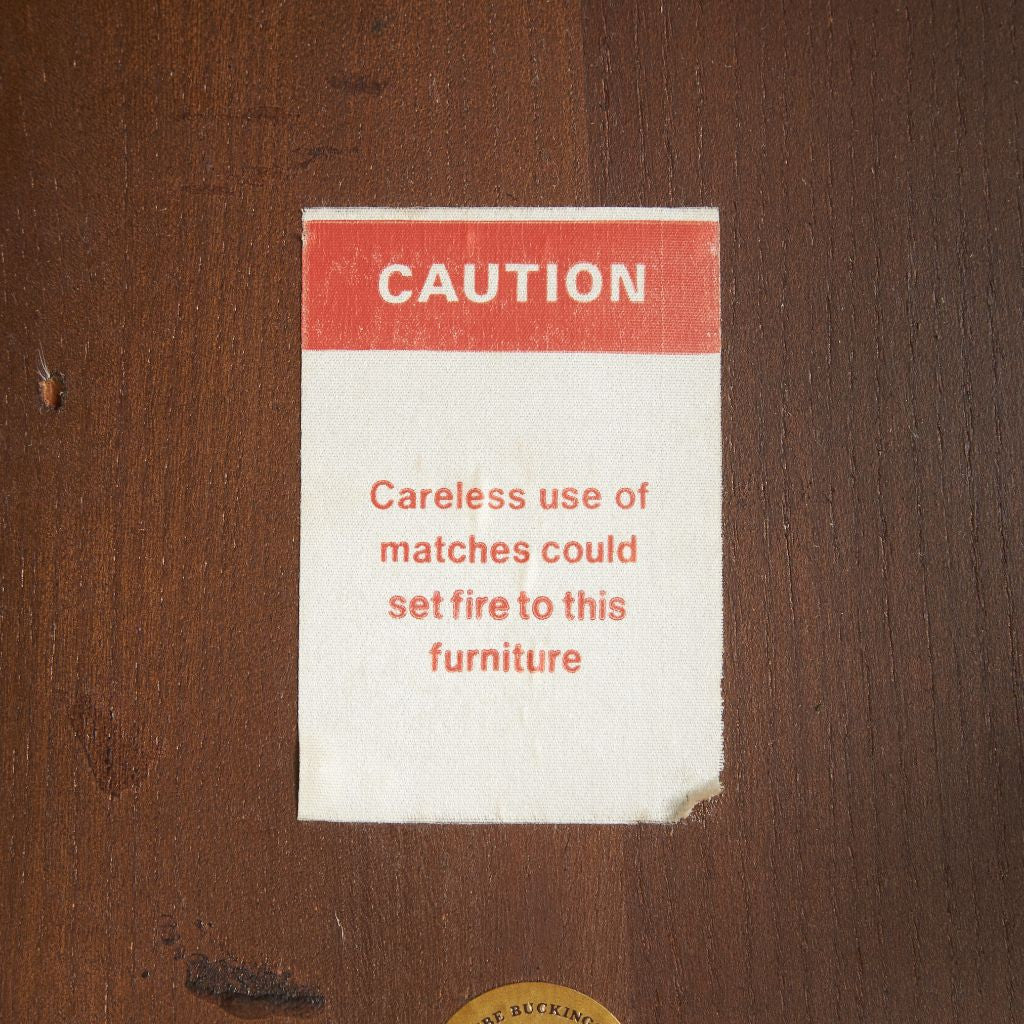 CAUTION
Careless use of
matches could
set fire to this
furniture